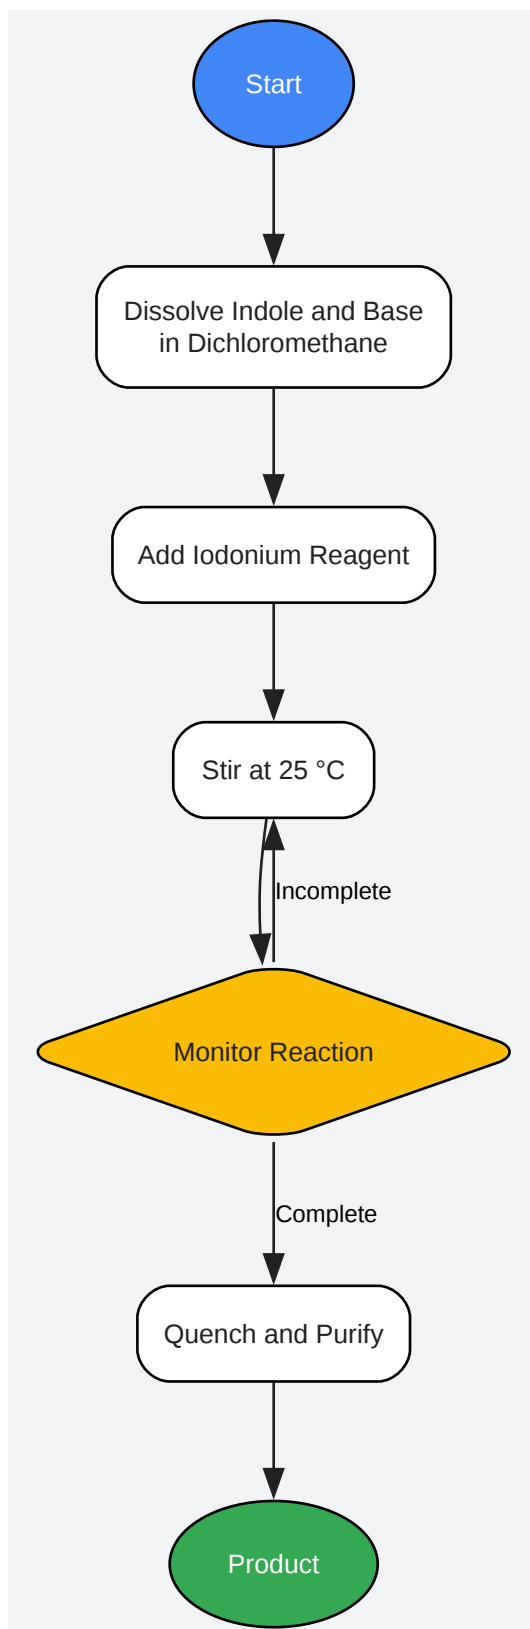 Start
Dissolve Indole and Base
in Dichloromethane
Add Iodonium Reagent
Stir at 25 °C
Incomplete
Monitor Reaction
Complete
Quench and Purify
Product